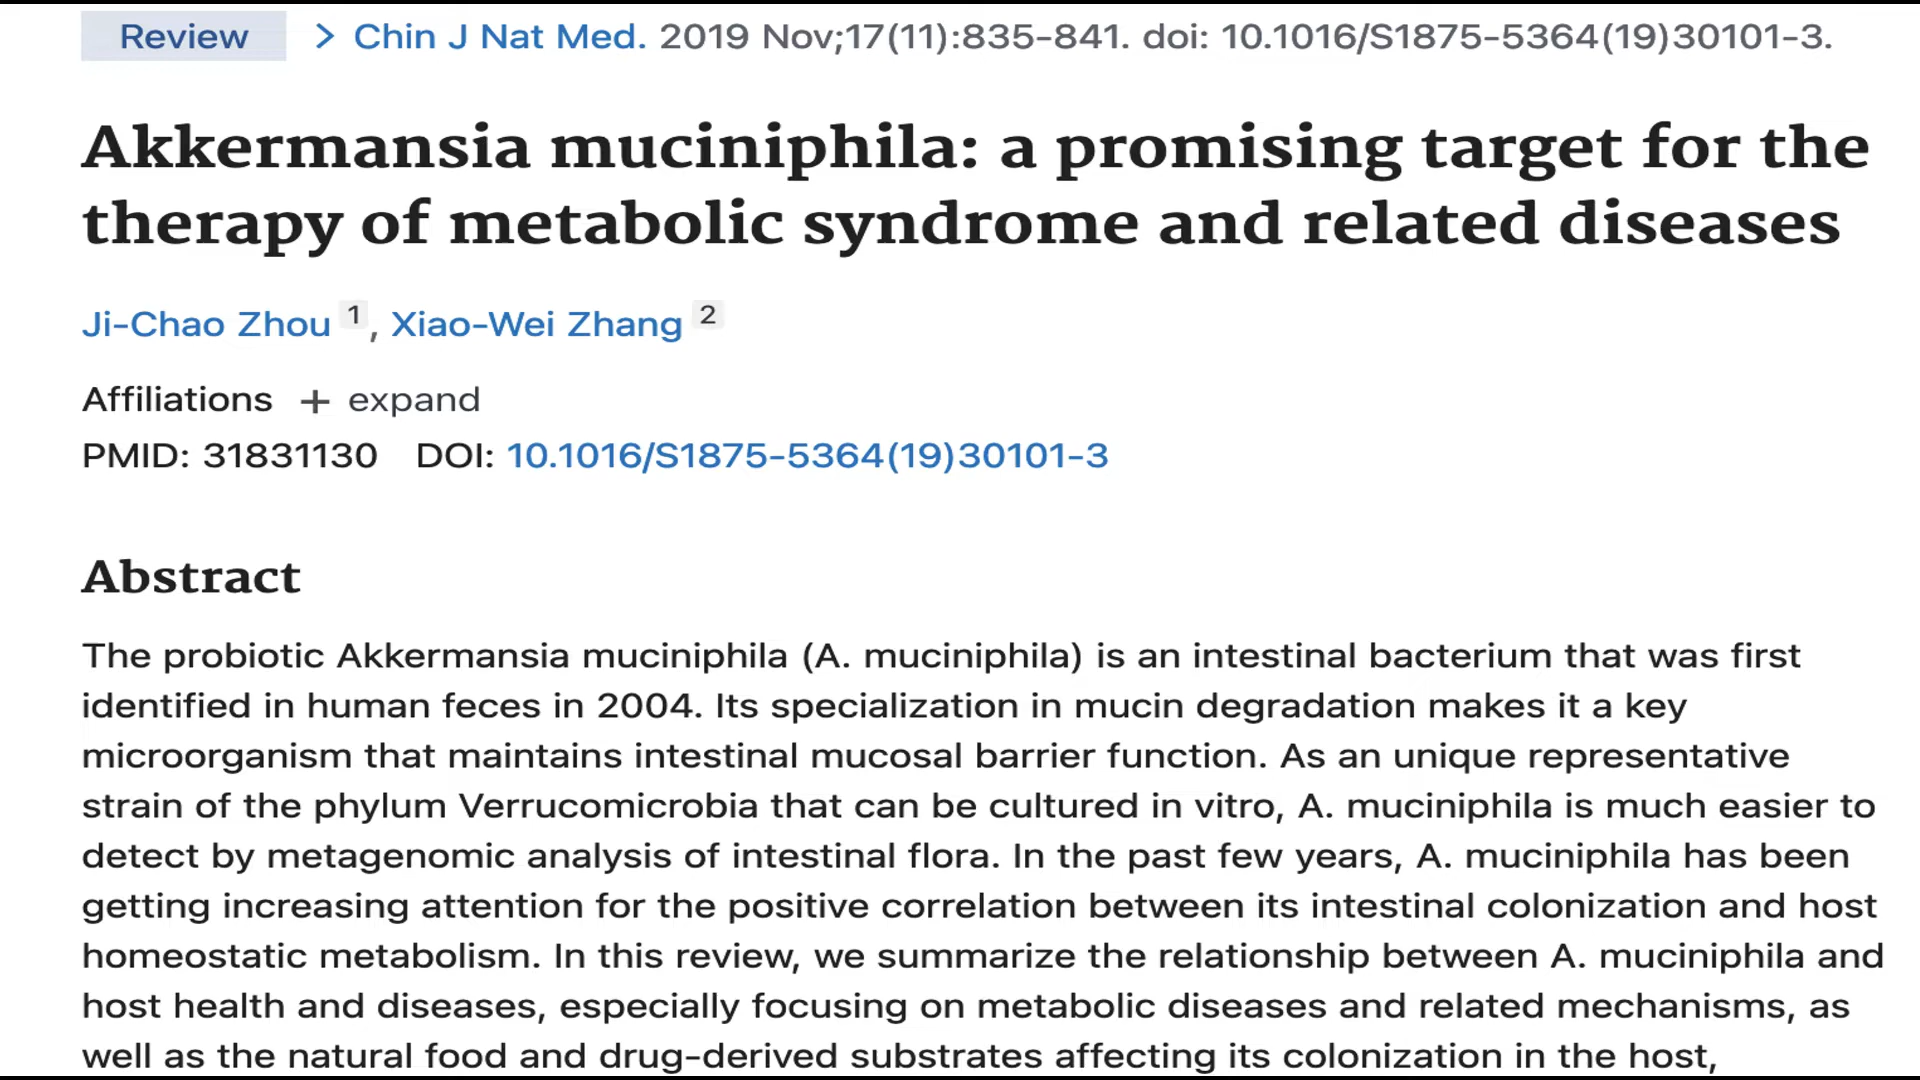 Review > Chin J Nat Med. 2019 Nov;17(11):835-841. doi: 10.1016/S1875-5364(19)30101-3.
Akkermansia muciniphila: a promising target for the
therapy of metabolic syndrome and related diseases
Ji-Chao Zhou 1, Xiao-Wei Zhang 2
Affiliations + expand
PMID: 31831130 DOI: 10.1016/S1875-5364(19)30101-3
Abstract
The probiotic Akkermansia muciniphila (A. muciniphila) is an intestinal bacterium that was first
identified in human feces in 2004. Its specialization in mucin degradation makes it a key
microorganism that maintains intestinal mucosal barrier function. As an unique representative
strain of the phylum Verrucomicrobia that can be cultured in vitro, A. muciniphila is much easier to
detect by metagenomic analysis of intestinal flora. In the past few years, A. muciniphila has been
getting increasing attention for the positive correlation between its intestinal colonization and host
homeostatic metabolism. In this review, we summarize the relationship between A. muciniphila and
host health and diseases, especially focusing on metabolic diseases and related mechanisms, as
well as the natural food and drug-derived substrates affecting its colonization in the host,